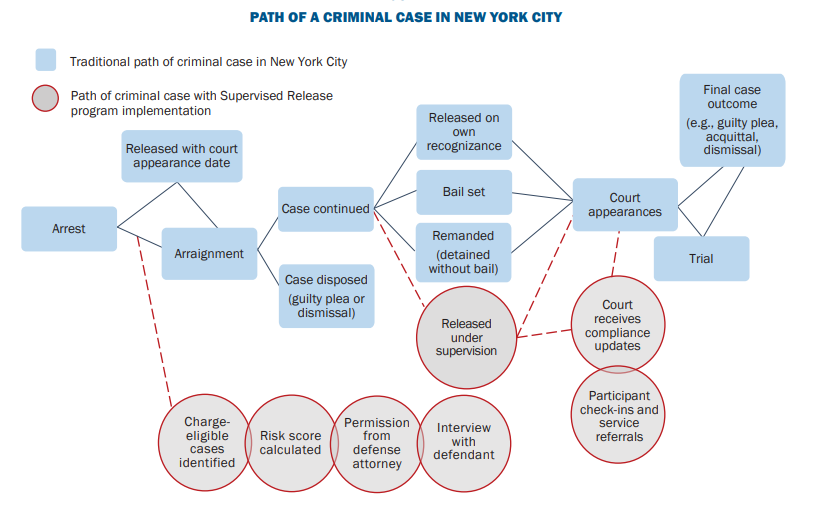 PATH OF A CRIMINAL CASE IN NEW YORK CITY
Traditional path of criminal case in New York City
Path of criminal case with Supervised Release
program implementation
Arrest
Released with court
appearance date
Arraignment
Case continued
Case disposed
(guilty plea or
dismissal)
Released on
own
recognizance
Bail set
Remanded
(detained
without bail)
Released
under
supervision
Court
appearances
Final case
outcome
(e.g., guilty plea,
acquittal,
dismissal)
Trial
Court
receives
compliance
updates
Participant
check-ins and
service
referrals
Charge-
eligible
cases
identified
Risk score
calculated
Permission
from
defense
attorney
Interview
with
defendant